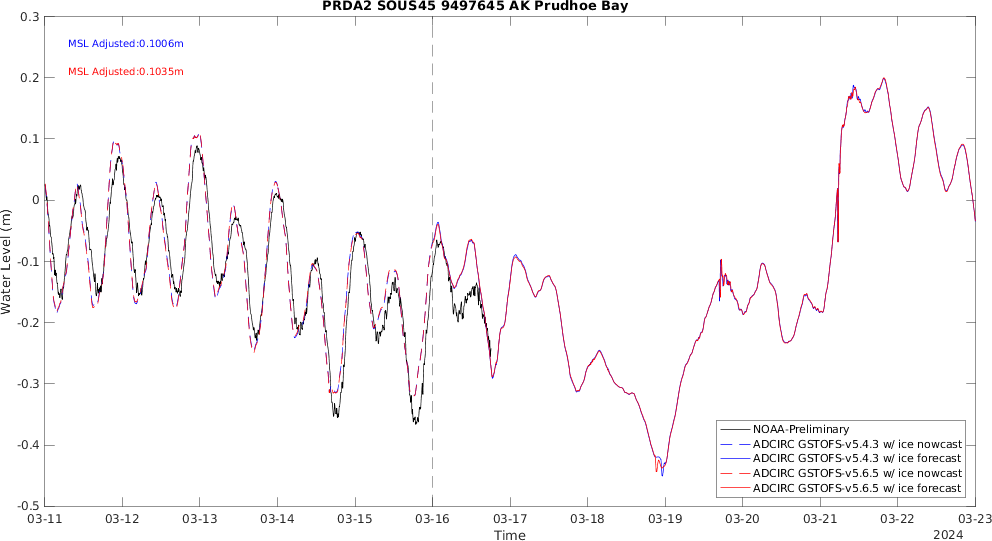 PRDA2 SOUS45 9497645 AK Prudhoe Bay
MSL Adjusted:0.1006m
MSL Adjusted:0.1035m
0.3
0.2
0.1
0
-0.1
-0.2
-0.3
-0.4
-0.5
Water Level (m)
NOAA-Preliminary
ADCIRC GSTOFS-v5.4.3 w/ ice nowcast
ADCIRC GSTOFS-v5.4.3 w/ ice forecast
ADCIRC GSTOFS-v5.6.5 w/ ice nowcast
ADCIRC GSTOFS-v5.6.5 w/ ice forecast
03-11 03-12 03-13 03-14 03-15 03-16 03-17 03-18 03-19 03-20 03-21 03-22 03-23
Time
2024